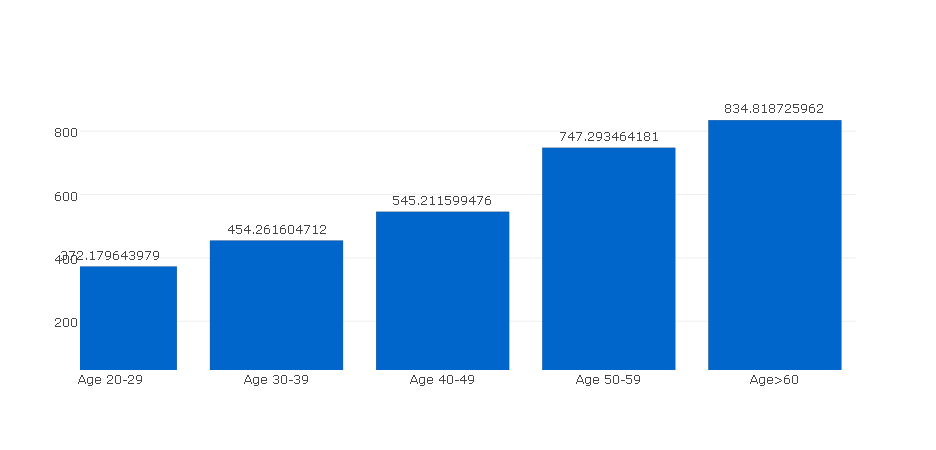 834.818725962
800
747.293464181
600
545.211599476
454.261604712
400
372.179643979
200
Age 20-29
Age 30-39
Age 40-49
Age 50-59
Age>60